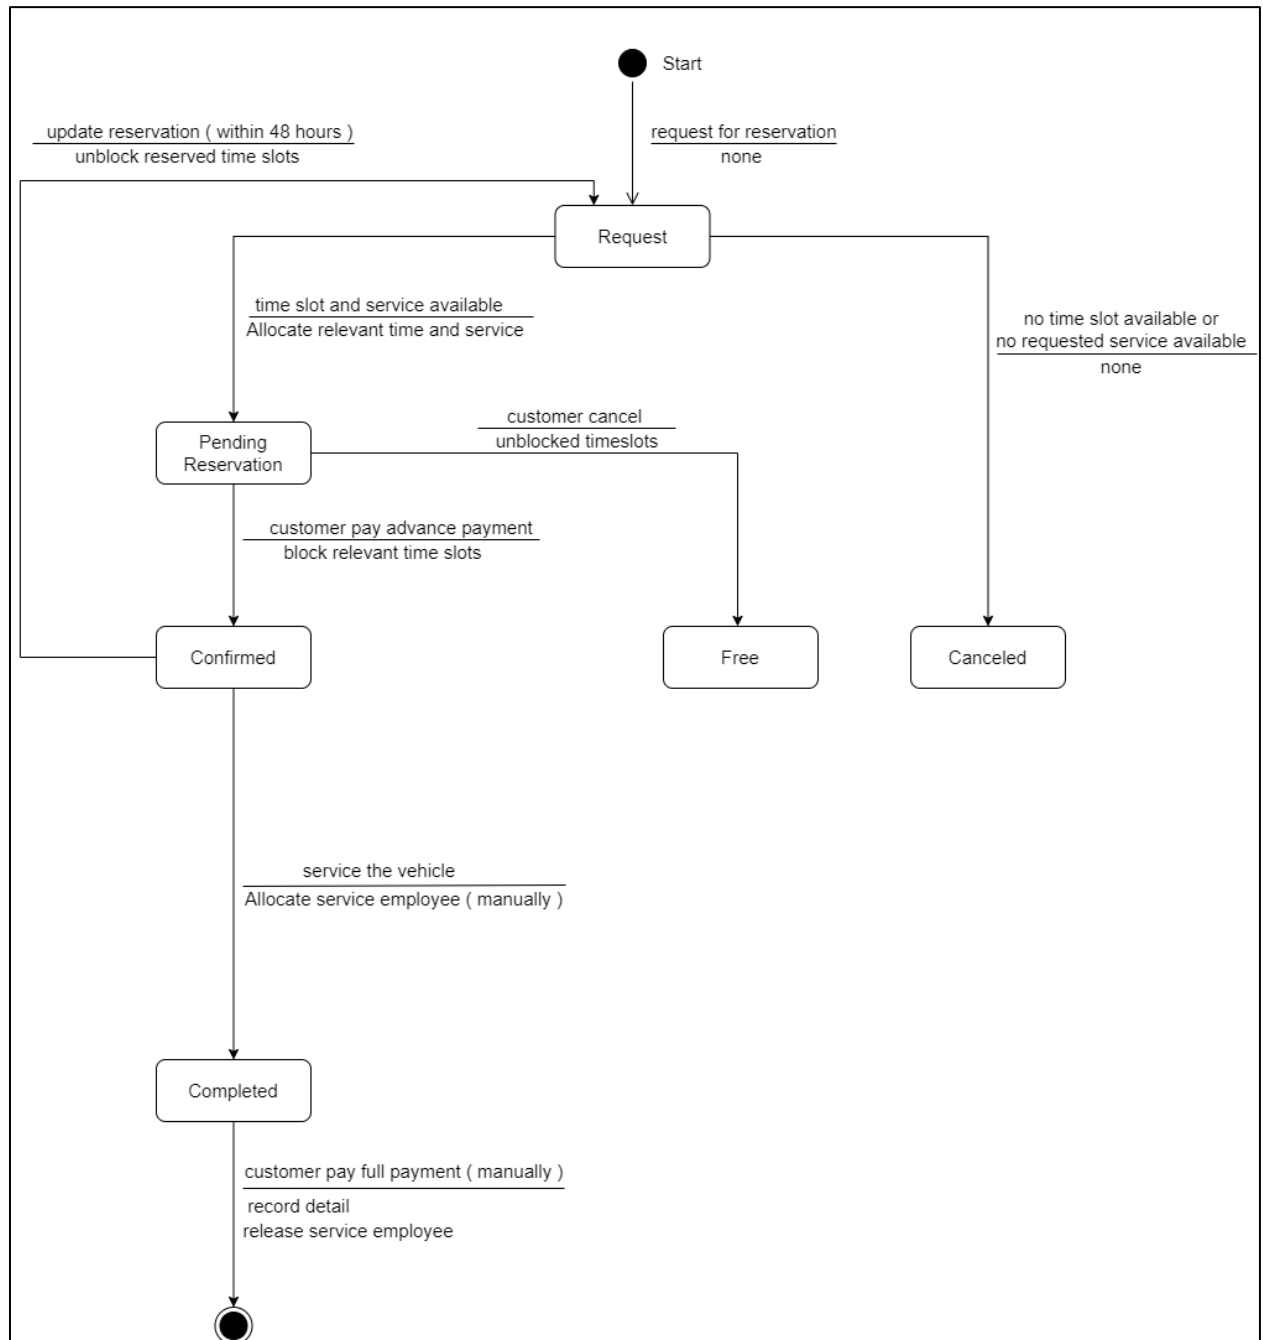 Start
update reservation ( within 48 hours )
unblock reserved time slots
request for reservation
none
Request
time slot and service available
Allocate relevant time and service
no time slot available or
no requested service available
none
customer cancel
unblocked timeslots
Pending
Reservation
customer pay advance payment
block relevant time slots
Confirmed
Free
Canceled
service the vehicle
Allocate service employee ( manually )
Completed
customer pay full payment ( manually )
record detail
release service employee